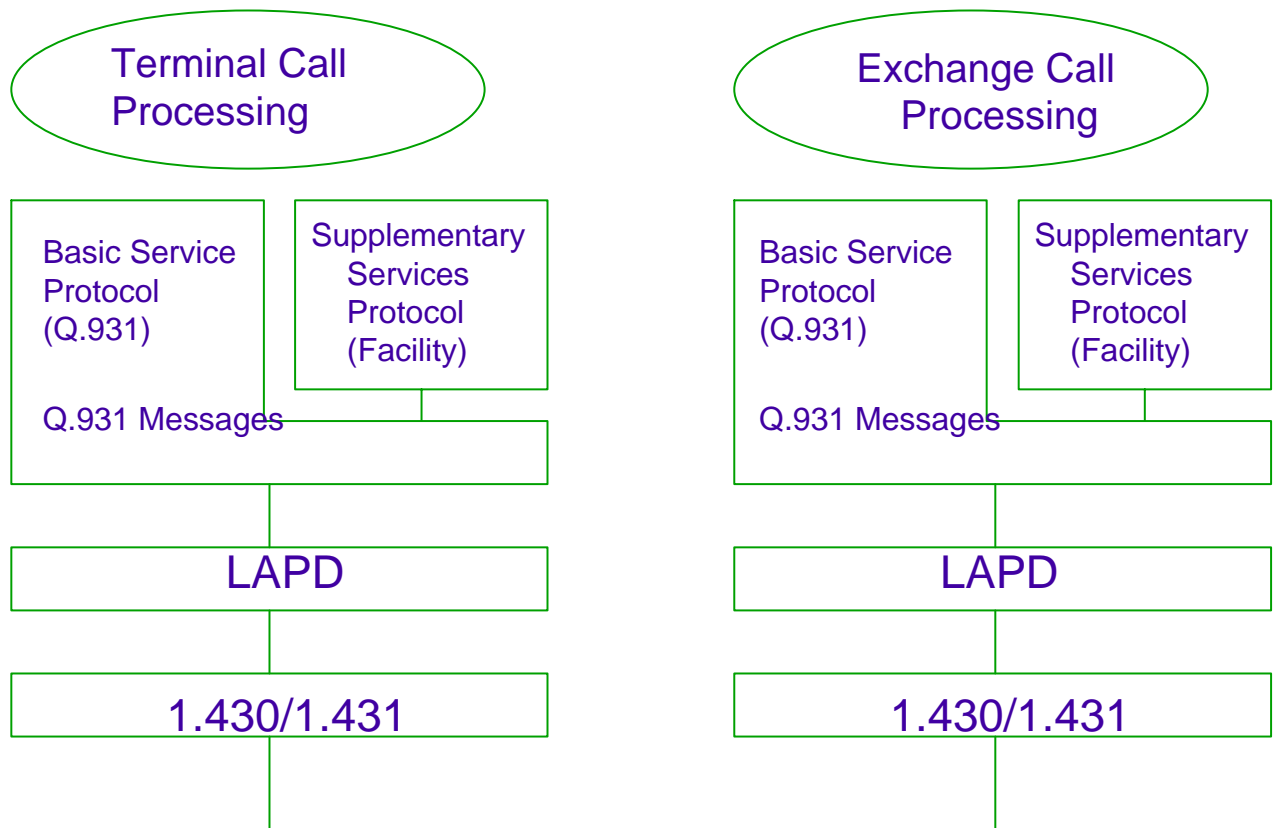 Terminal Call
Processing
Exchange Call
Processing
Basic Service
Protocol
(Q.931)
Q.931 Messages
Supplementary
Services
Protocol
(Facility)
Basic Service
Protocol
(Q.931)
Q.931 Messages
Supplementary
Services
Protocol
(Facility)
LAPD
LAPD
1.430/1.431
1.430/1.431